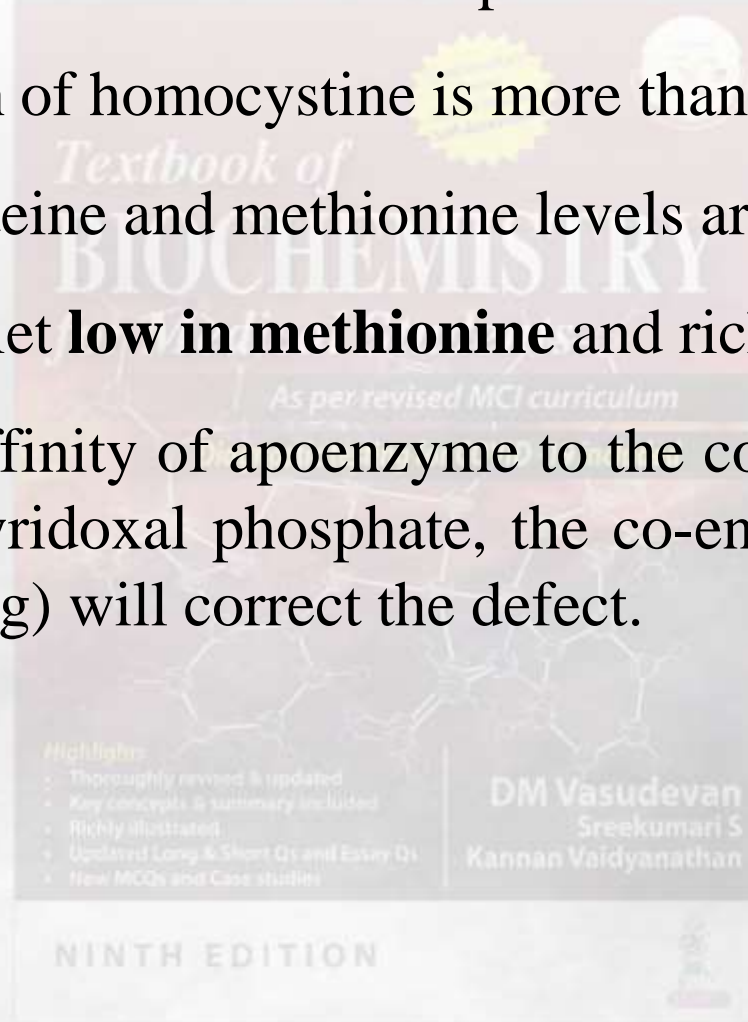 n of homocystine is more than
Textbook of
eine and methionine levels ar
BIOCHEMISTRY
et low in methionine and rich
As per revised MCI curriculum
ffinity of apoenzyme to the co
yridoxal phosphate, the co-en
g) will correct the defect.
Highlights
• Thoroughly revised & updated
• Key concepts & summary included
• Richly illustrated
• Updated Long & Short Qs and Essay Qs
• New MCQs and Case studies
DM Vasudevan
Sreekumari S
Kannan Vaidyanathan
NINTH EDITION